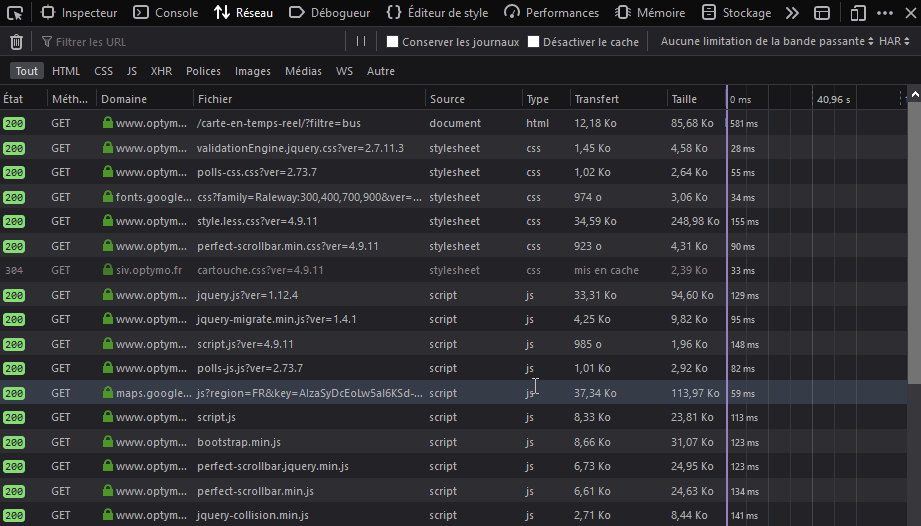 Inspecteur Console Réseau Débogueur Éditeur de style Performances Mémoire Stockage
Filtrer les URL Conserver les journaux Désactiver le cache Aucune limitation de la bande passante HAR
Tout HTML CSS JS XHR Polices Images Médias WS Autre
État Méth... Domaine Fichier Source Type Transfert Taille 0 ms 40,96 s
200 GET www.optym... /carte-en-temps-reel/?filtre=bus document html 12,18 Ko 85,68 Ko 581 ms
200 GET www.optym... validationEngine.jquery.css?ver=2.7.11.3 stylesheet css 1,45 Ko 4,58 Ko 28 ms
200 GET www.optym... polls-css.css?ver=2.73.7 stylesheet css 1,02 Ko 2,64 Ko 55 ms
200 GET fonts.google... css?family=Raleway:300,400,700,900&ver=... stylesheet css 974 o 3,06 Ko 34 ms
200 GET www.optym... style.less.css?ver=4.9.11 stylesheet css 34,59 Ko 248,98 Ko 155 ms
200 GET www.optym... perfect-scrollbar.min.css?ver=4.9.11 stylesheet css 923 o 4,31 Ko 90 ms
304 GET siv.optymo.fr cartouche.css?ver=4.9.11 stylesheet css mis en cache 2,39 Ko 33 ms
200 GET www.optym... jquery.js?ver=1.12.4 script js 33,31 Ko 94,60 Ko 129 ms
200 GET www.optym... jquery-migrate.min.js?ver=1.4.1 script js 4,25 Ko 9,82 Ko 95 ms
200 GET www.optym... script.js?ver=4.9.11 script js 985 o 1,96 Ko 148 ms
200 GET www.optym... polls-js.js?ver=2.73.7 script js 1,01 Ko 2,92 Ko 82 ms
200 GET maps.google... js?region=FR&key=AIzaSyDcEoLw5aI6KSd-... script js 37,34 Ko 113,97 Ko 59 ms
200 GET www.optym... script.js script js 8,33 Ko 23,81 Ko 113 ms
200 GET www.optym... bootstrap.min.js script js 8,66 Ko 31,07 Ko 123 ms
200 GET www.optym... perfect-scrollbar.jquery.min.js script js 6,73 Ko 24,95 Ko 123 ms
200 GET www.optym... perfect-scrollbar.min.js script js 6,61 Ko 24,63 Ko 134 ms
200 GET www.optym... jquery-collision.min.js script js 2,71 Ko 8,44 Ko 141 ms